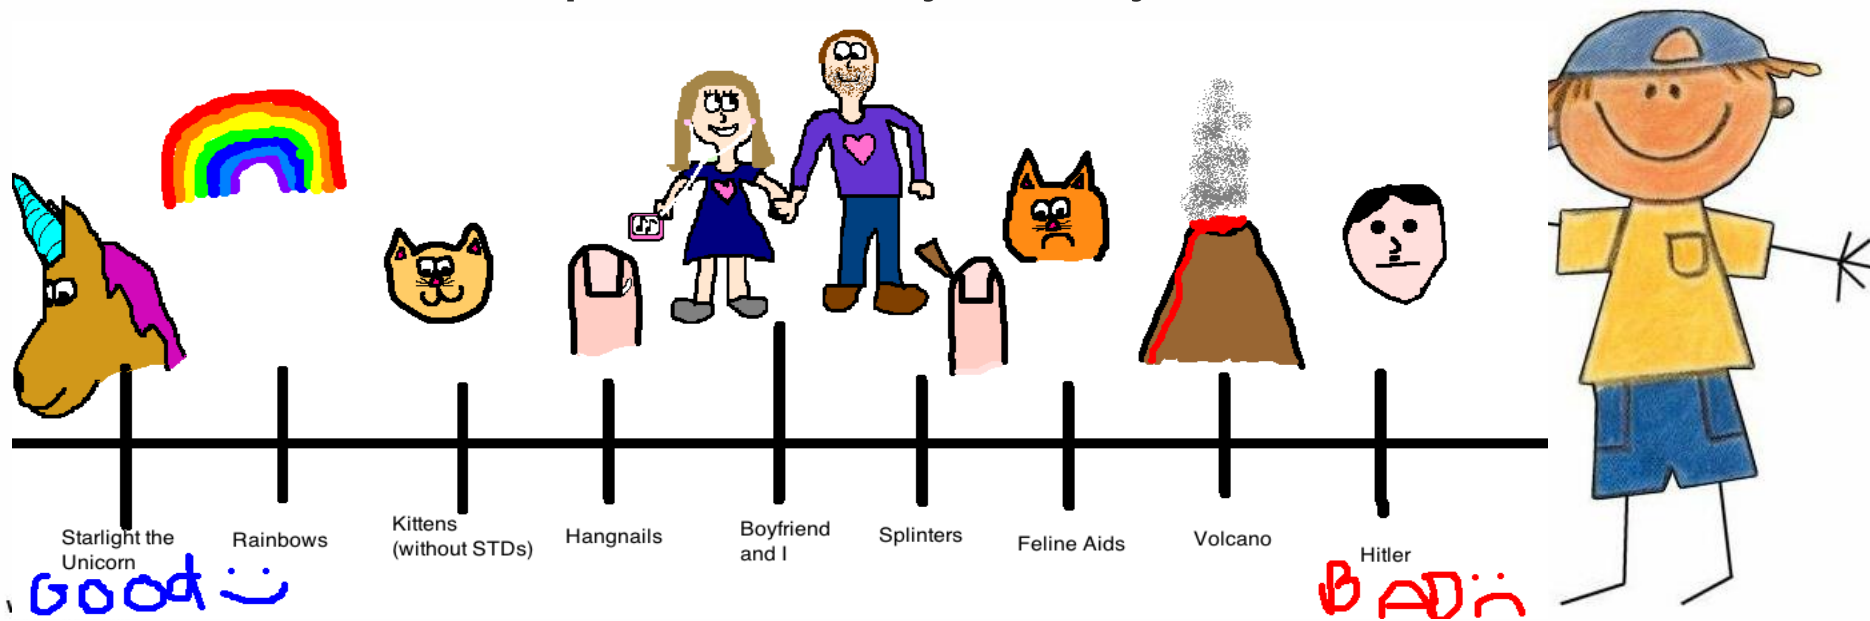 Starlight the
Unicorn
Rainbows
Kittens
(without STDs)
Hangnails
Boyfriend
and I
Splinters
Feline Aids
Volcano
Hitler
GOOd :)
BAD :(